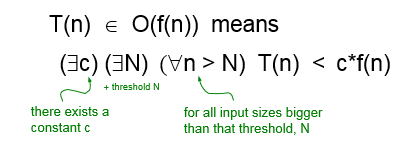 T(n) ∈ O(f(n)) means
(∃c) (∃N) (∀n > N) T(n) < c*f(n)
+ threshold N
there exists a
constant c
for all input sizes bigger
than that threshold, N